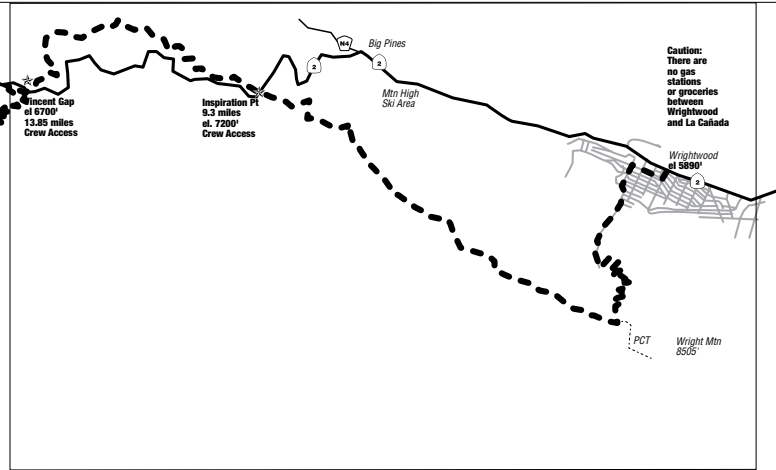 N4
Big Pines
2
2
Mtn High
Ski Area
Caution:
There are
no gas
stations
or groceries
between
Wrightwood
and La Cañada
Vincent Gap
el 6700'
13.85 miles
Crew Access
Inspiration Pt
9.3 miles
el. 7200'
Crew Access
Wrightwood
el 5890'
2
PCT
Wright Mtn
8505'